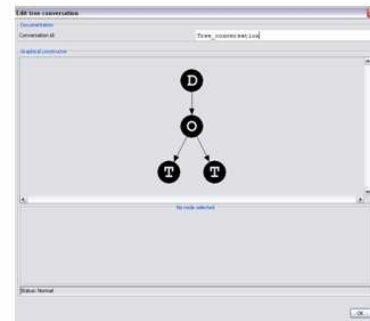 Edit tree conversation
Documentation
Conversation id:
Tree_conversation
Graphical constructor
D
O
T T
No node selected
Status: Normal
OK